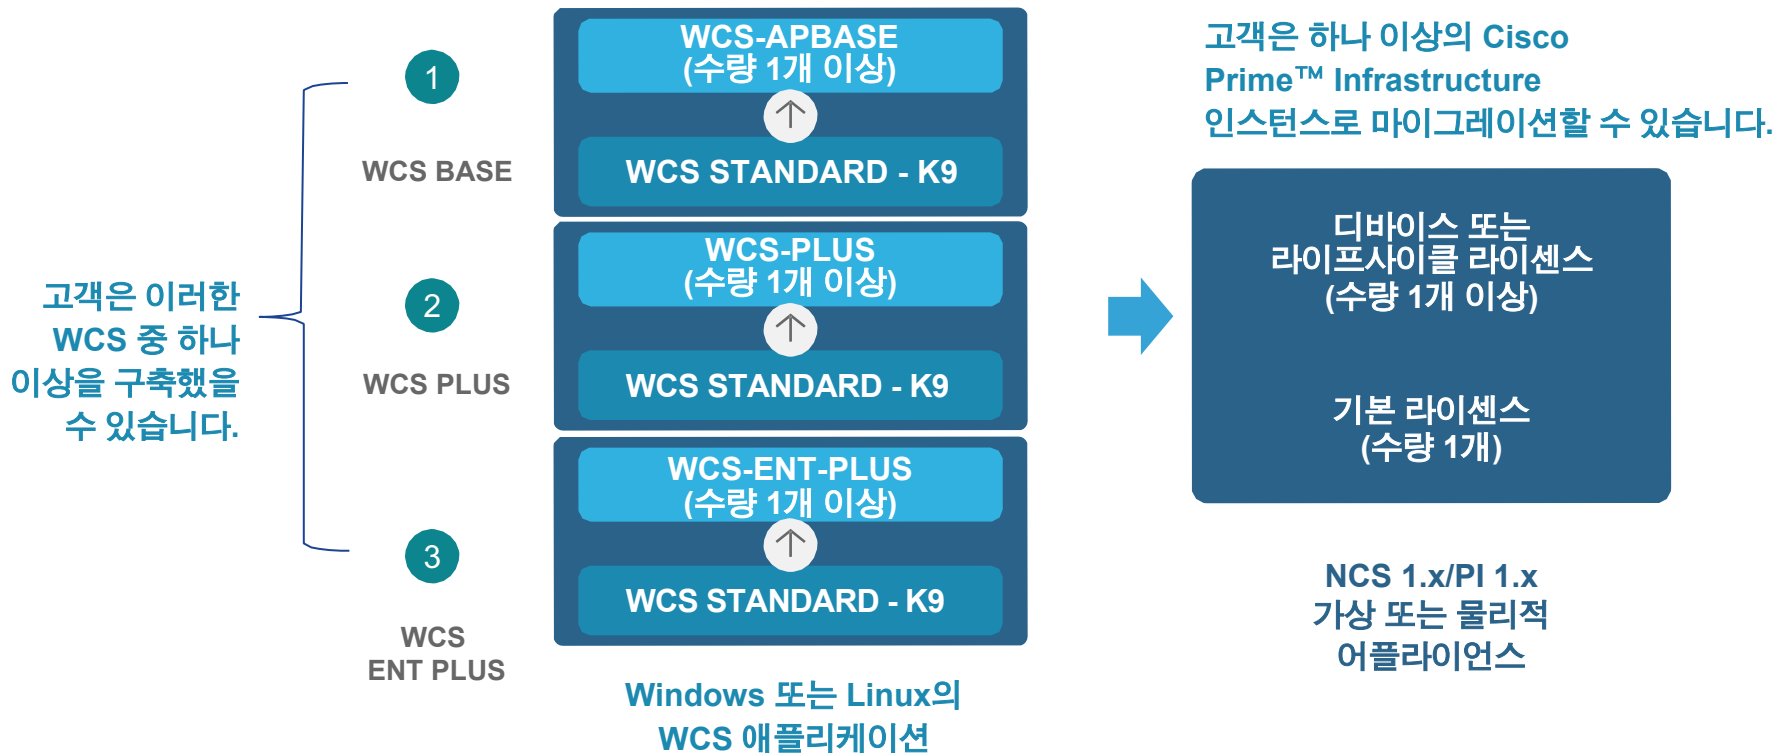 고객은 이러한
WCS 중 하나
이상을 구축했을
수 있습니다.
1
WCS BASE
2
WCS PLUS
3
WCS
ENT PLUS
WCS-APBASE
(수량 1개 이상)
WCS STANDARD - K9
WCS-PLUS
(수량 1개 이상)
WCS STANDARD - K9
WCS-ENT-PLUS
(수량 1개 이상)
WCS STANDARD - K9
Windows 또는 Linux의
WCS 애플리케이션
고객은 하나 이상의 Cisco
Prime™ Infrastructure
인스턴스로 마이그레이션할 수 있습니다.
디바이스 또는
라이프사이클 라이센스
(수량 1개 이상)
기본 라이센스
(수량 1개)
NCS 1.x/PI 1.x
가상 또는 물리적
어플라이언스